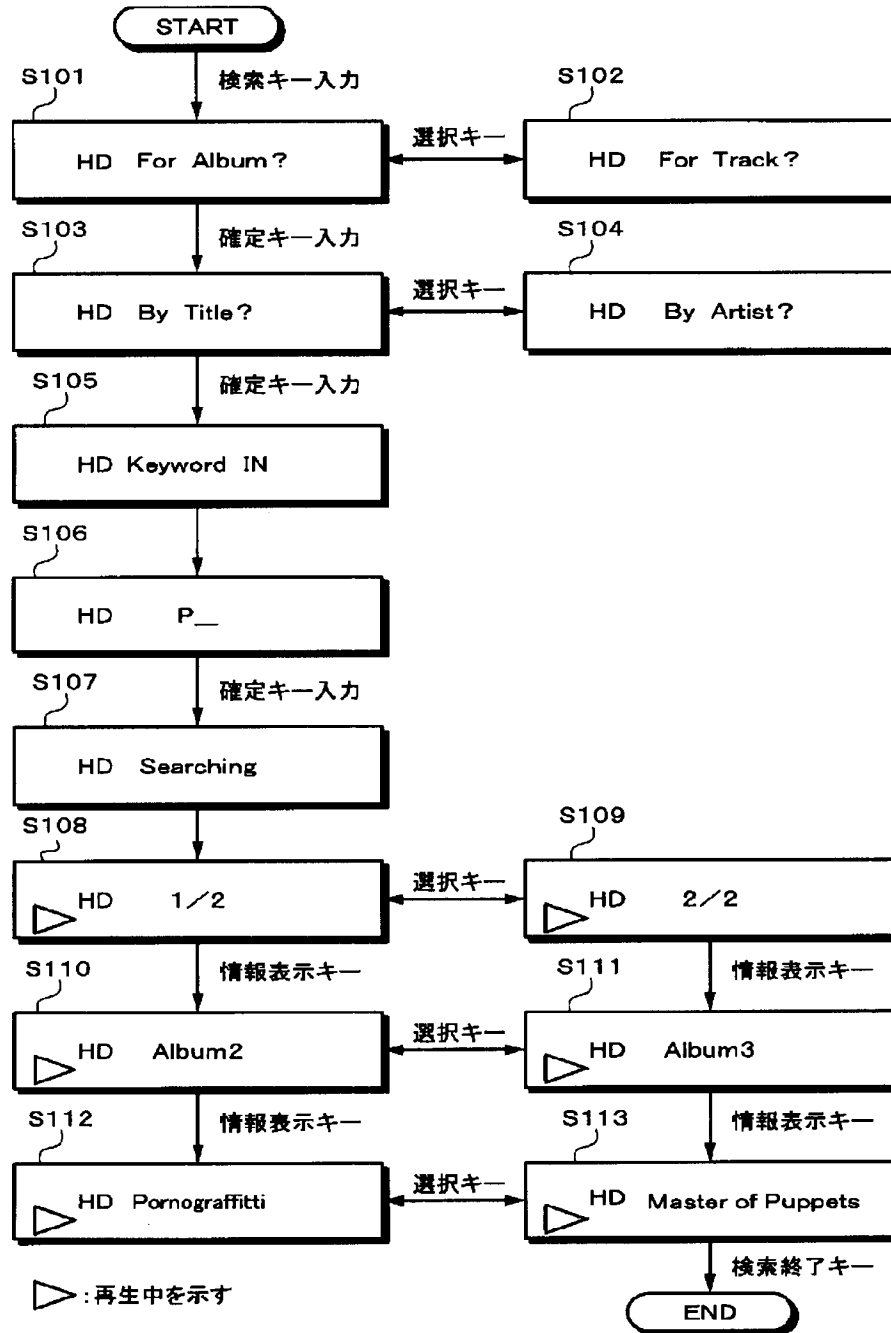 START
検索キー入力
S101
S102
HD For Album?
選択キー
HD For Track?
確定キー入力
S103
S104
HD By Title?
選択キー
HD By Artist?
確定キー入力
S105
HD Keyword IN
S106
HD P__
確定キー入力
S107
HD Searching
S108
S109
HD 1/2
選択キー
HD 2/2
S110
情報表示キー
S111
情報表示キー
HD Album2
選択キー
HD Album3
S112
情報表示キー
S113
情報表示キー
HD Pornograffitti
選択キー
HD Master of Puppets
検索終了キー
▷:再生中を示す
END